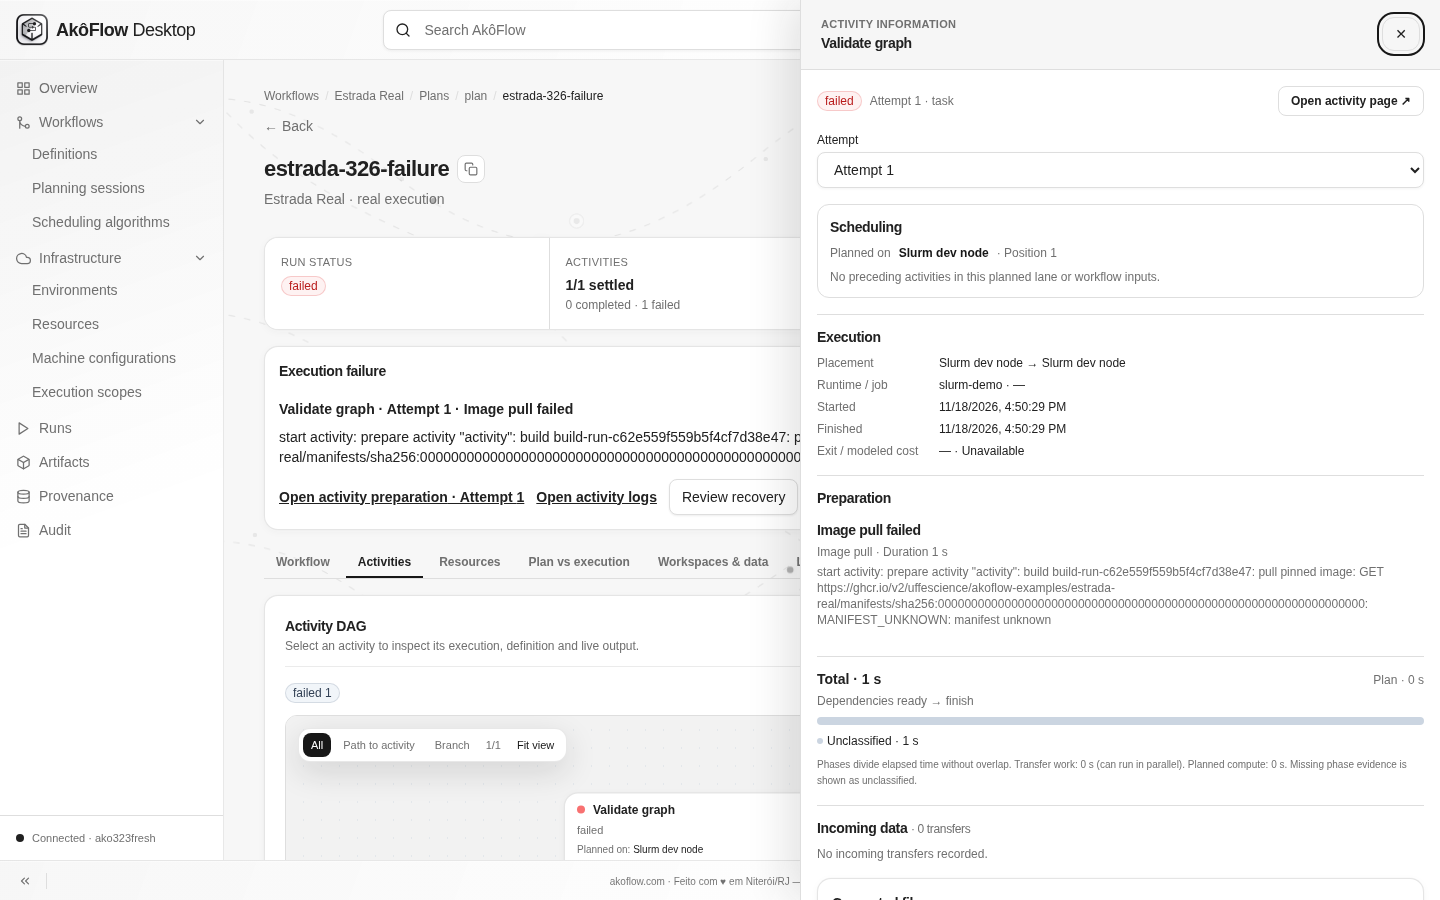 AkôFlow Desktop
Search AkôFlow
Overview
Workflows
Definitions
Planning sessions
Scheduling algorithms
Infrastructure
Environments
Resources
Machine configurations
Execution scopes
Runs
Artifacts
Provenance
Audit
Connected · ako323fresh
Workflows / Estrada Real / Plans / plan / estrada-326-failure
← Back
estrada-326-failure
Estrada Real · real execution
RUN STATUS
failed
ACTIVITIES
1/1 settled
0 completed · 1 failed
Execution failure
Validate graph · Attempt 1 · Image pull failed
start activity: prepare activity "activity": build build-run-c62e559f559b5f4cf7d38e47: p
real/manifests/sha256:0000000000000000000000000000000000000000000000000
Open activity preparation · Attempt 1 Open activity logs Review recovery
Workflow Activities Resources Plan vs execution Workspaces & data
Activity DAG
Select an activity to inspect its execution, definition and live output.
failed 1
All Path to activity Branch 1/1 Fit view
Validate graph
failed
Planned on: Slurm dev node
akoflow.com · Feito com ♥ em Niterói/RJ —
ACTIVITY INFORMATION
Validate graph
✕
failed Attempt 1 · task
Open activity page ↗
Attempt
Attempt 1
Scheduling
Planned on Slurm dev node · Position 1
No preceding activities in this planned lane or workflow inputs.
Execution
Placement Slurm dev node → Slurm dev node
Runtime / job slurm-demo · —
Started 11/18/2026, 4:50:29 PM
Finished 11/18/2026, 4:50:29 PM
Exit / modeled cost — · Unavailable
Preparation
Image pull failed
Image pull · Duration 1 s
start activity: prepare activity "activity": build build-run-c62e559f559b5f4cf7d38e47: pull pinned image: GET
https://ghcr.io/v2/uffescience/akoflow-examples/estrada-
real/manifests/sha256:0000000000000000000000000000000000000000000000000000000000000000:
MANIFEST_UNKNOWN: manifest unknown
Total · 1 s
Plan · 0 s
Dependencies ready → finish
Unclassified · 1 s
Phases divide elapsed time without overlap. Transfer work: 0 s (can run in parallel). Planned compute: 0 s. Missing phase evidence is
shown as unclassified.
Incoming data · 0 transfers
No incoming transfers recorded.